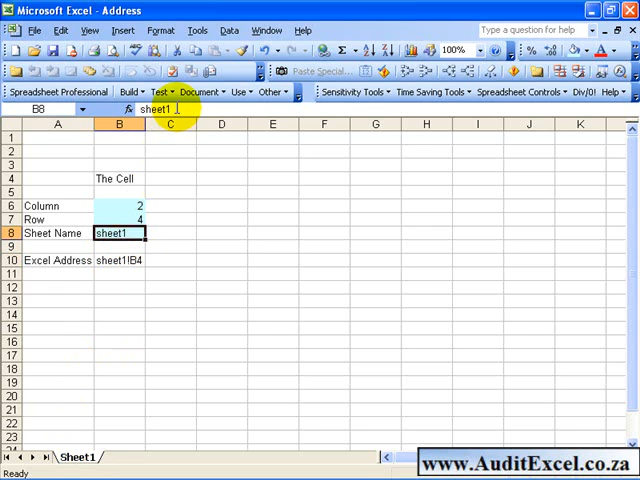 Microsoft Excel - Address
File Edit View Insert Format Tools Data Window Help
Type a question for help
100%
Paste Special...
Spreadsheet Professional Build Test Document Use Other Sensitivity Tools Time Saving Tools Spreadsheet Controls Div/0! Help
B8 fx sheet1
A B C D E F G H I J K
1
2
3
4 The Cell
5
6 Column 2
7 Row 4
8 Sheet Name sheet1
9
10 Excel Address sheet1!B4
11
12
13
14
15
16
17
18
19
20
21
22
23
24
Sheet1
Ready
www.AuditExcel.co.za